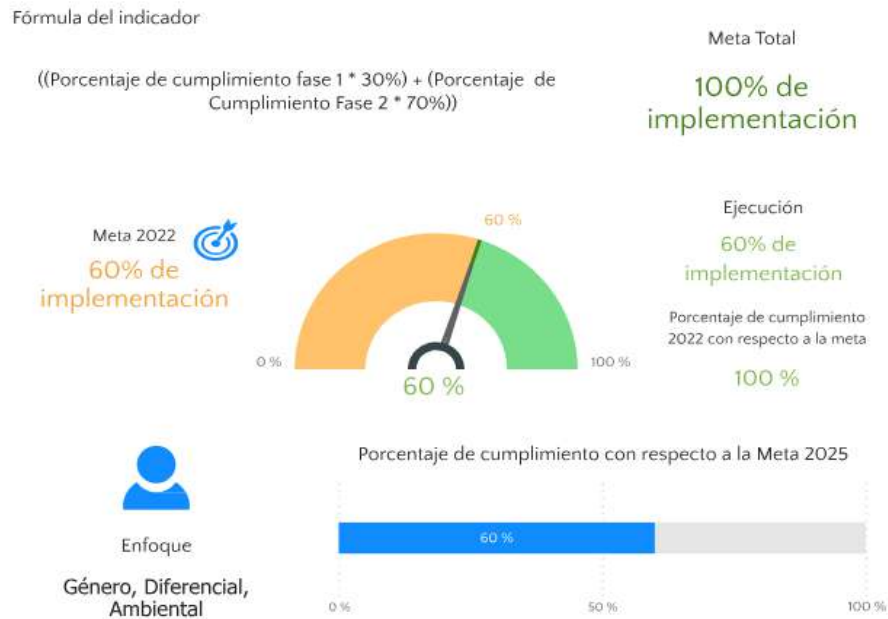 Fórmula del indicador
((Porcentaje de cumplimiento fase 1 * 30%) + (Porcentaje de
Cumplimiento Fase 2 * 70%))
Meta Total
100% de
implementación
Meta 2022
60% de
implementación
60 %
0 %
100 %
60 %
Ejecución
60% de
implementación
Porcentaje de cumplimiento
2022 con respecto a la meta
100 %
Enfoque
Género, Diferencial,
Ambiental
Porcentaje de cumplimiento con respecto a la Meta 2025
60 %
0 %
50 %
100 %